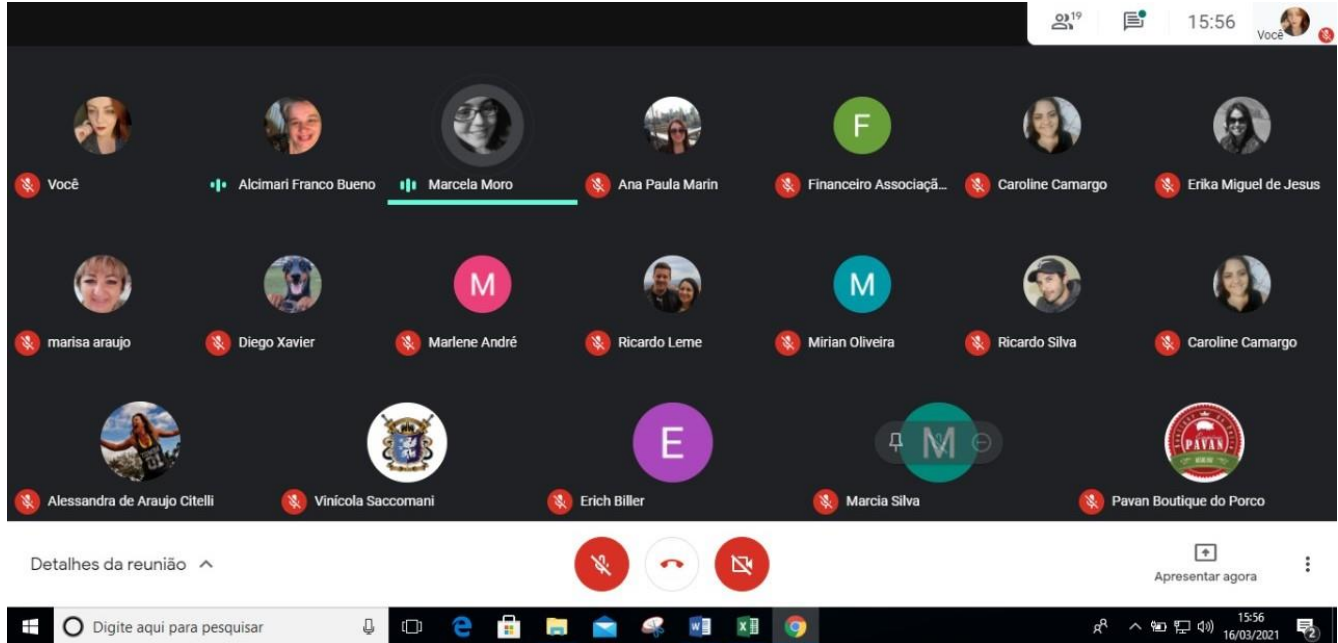 19
15:56
Você
F
Você
Alcimari Franco Bueno
Marcela Moro
Ana Paula Marin
Financeiro Associaçã...
Caroline Camargo
Erika Miguel de Jesus
M
M
marisa araujo
Diego Xavier
Marlene André
Ricardo Leme
Mirian Oliveira
Ricardo Silva
Caroline Camargo
E
M
PAVAN
Alessandra de Araujo Citelli
Vinícola Saccomani
Erich Biller
Marcia Silva
Pavan Boutique do Porco
Detalhes da reunião
Apresentar agora
Digite aqui para pesquisar
15:56
16/03/2021
2